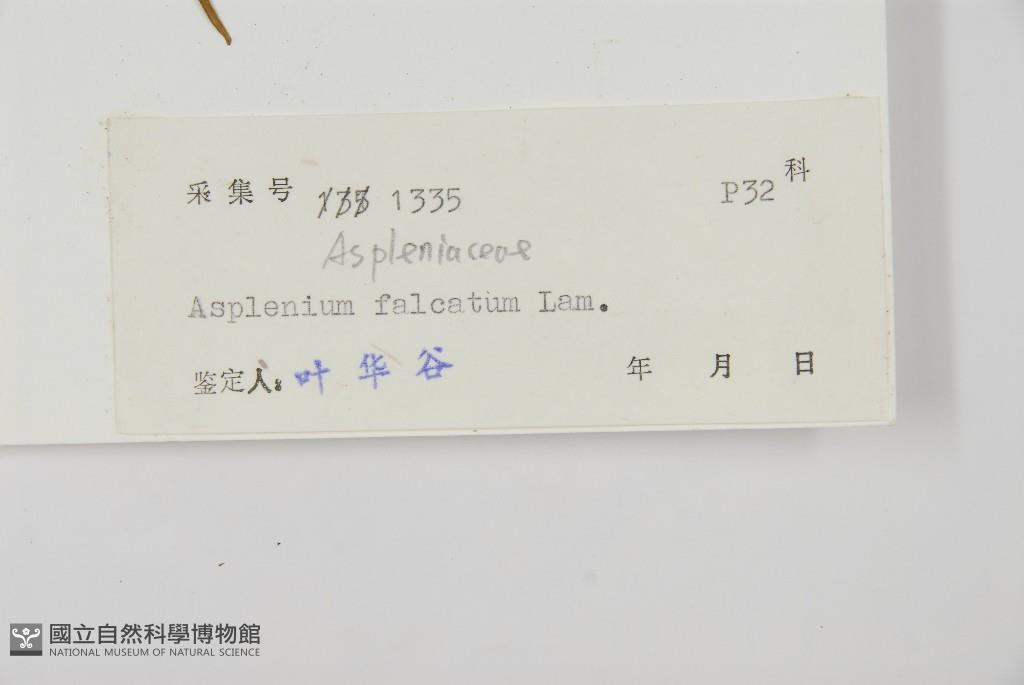 采集号 1335 P32 科
Aspleniaceae
Asplenium falcatum Lam.
鉴定人: 叶华谷 年 月 日
國立自然科學博物館
NATIONAL MUSEUM OF NATURAL SCIENCE